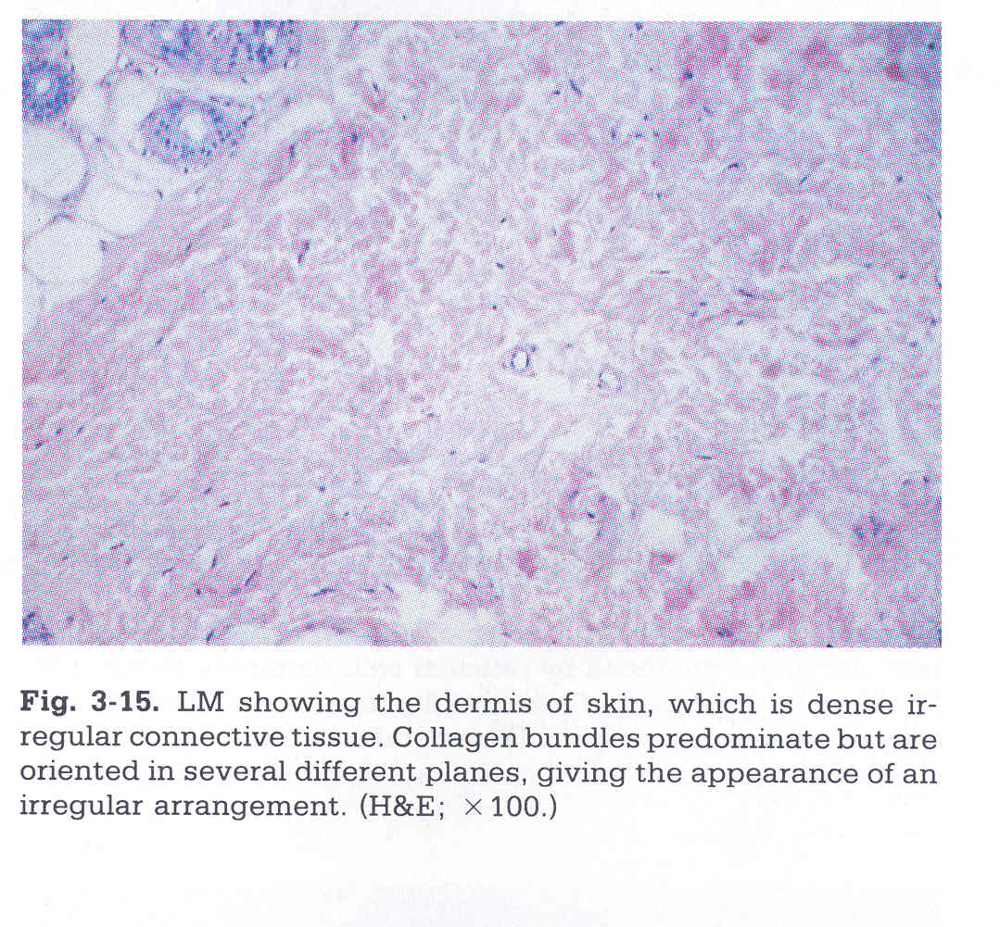 Fig. 3-15. LM showing the dermis of skin, which is dense ir-
regular connective tissue. Collagen bundles predominate but are
oriented in several different planes, giving the appearance of an
irregular arrangement. (H&E; ×100.)